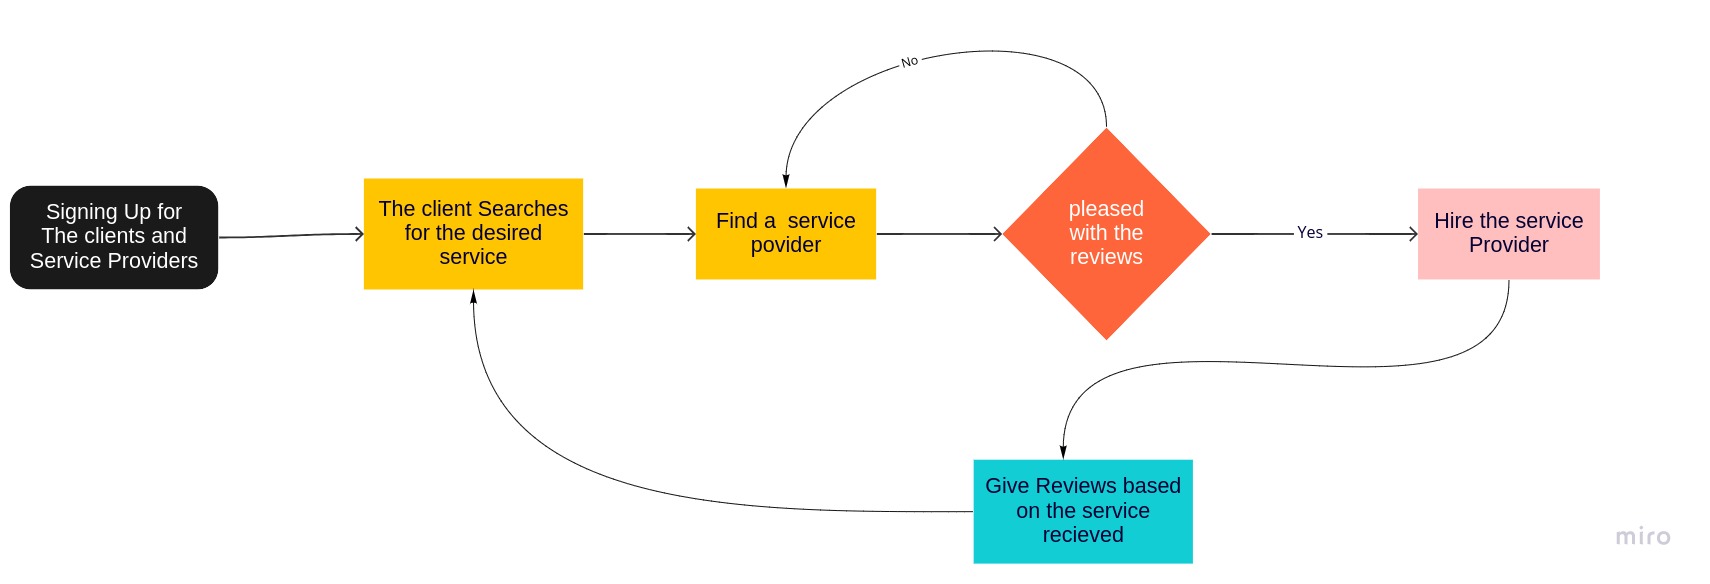 No
Signing Up for
The clients and
Service Providers
The client Searches
for the desired
service
Find a  service
povider
pleased
with the
reviews
Yes
Hire the service
Provider
Give Reviews based
on the service
recieved
miro